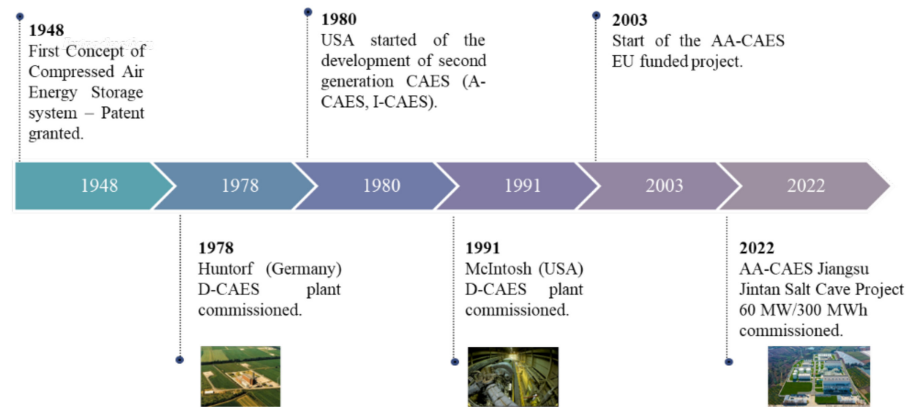 1948
First Concept of
Compressed Air
Energy Storage
system – Patent
granted.
1980
USA started of the
development of second
generation CAES (A-
CAES, I-CAES).
2003
Start of the AA-CAES
EU funded project.
1948
1978
1980
1991
2003
2022
1978
Huntorf (Germany)
D-CAES plant
commissioned.
1991
McIntosh (USA)
D-CAES plant
commissioned.
2022
AA-CAES Jiangsu
Jintan Salt Cave Project
60 MW/300 MWh
commissioned.